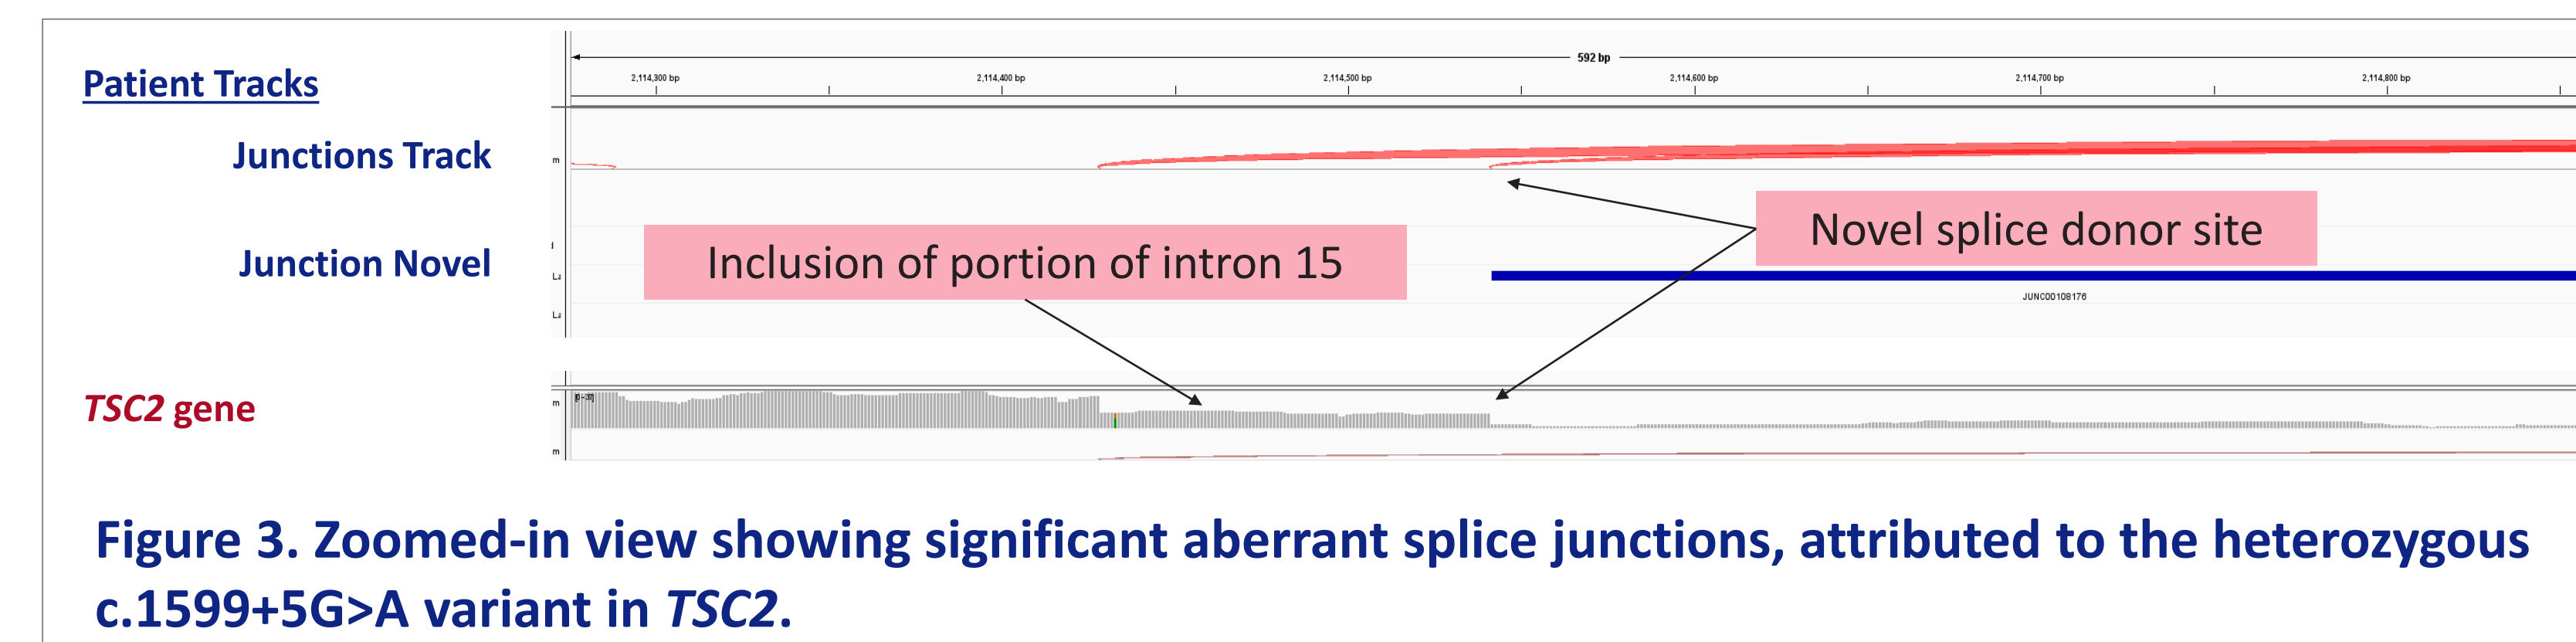 592 bp
2,114,300 bp 2,114,400 bp 2,114,500 bp 2,114,600 bp 2,114,700 bp 2,114,800 bp
Patient Tracks
Junctions Track
m
Novel splice donor site
Inclusion of portion of intron 15
Junction Novel
JUNC00108176
TSC2 gene
m
m
Figure 3. Zoomed-in view showing significant aberrant splice junctions, attributed to the heterozygous
c.1599+5G>A variant in TSC2.